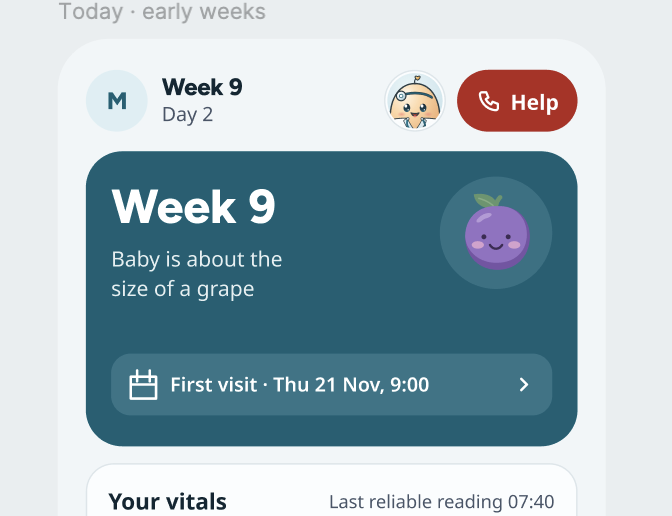 Today · early weeks
M
Week 9
Day 2
Help
Week 9
Baby is about the
size of a grape
First visit · Thu 21 Nov, 9:00
Your vitals
Last reliable reading 07:40